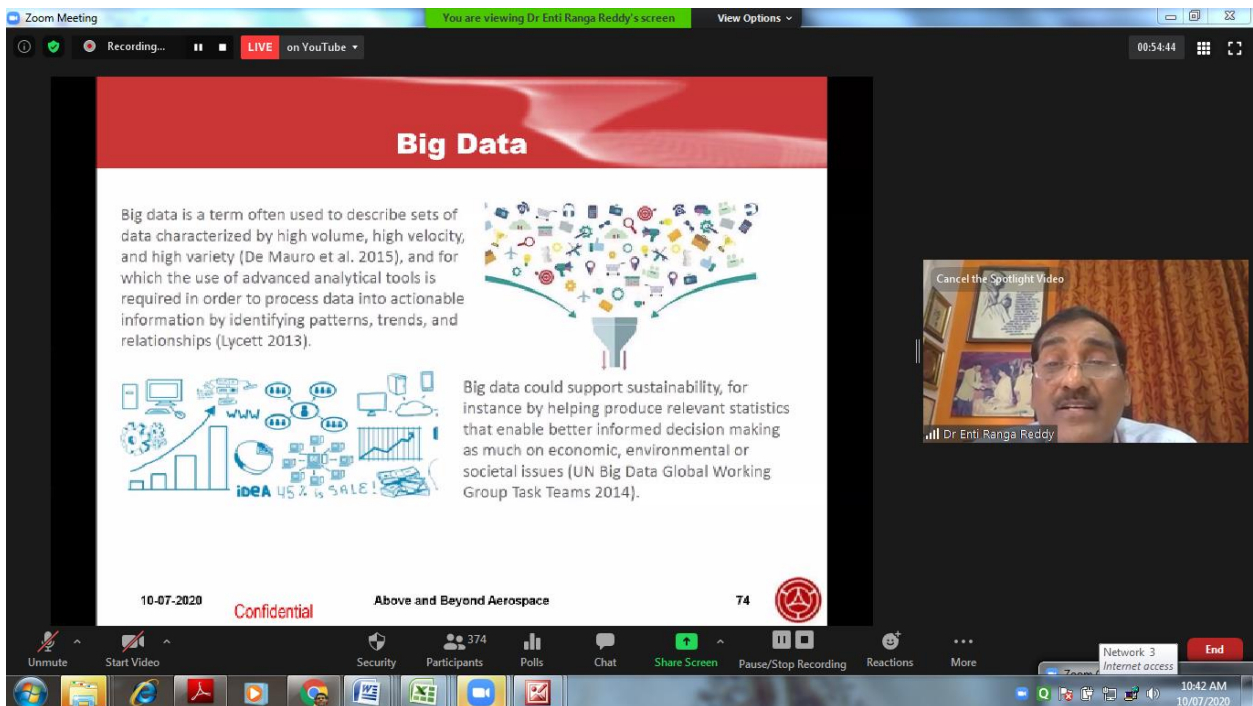 Zoom Meeting
You are viewing Dr Enti Ranga Reddy's screen
View Options
Recording...
LIVE on YouTube
00:54:44
Big Data
Big data is a term often used to describe sets of
data characterized by high volume, high velocity,
and high variety (De Mauro et al. 2015), and for
which the use of advanced analytical tools is
required in order to process data into actionable
information by identifying patterns, trends, and
relationships (Lycett 2013).
www
iDeA 45% is SALE!
Big data could support sustainability, for
instance by helping produce relevant statistics
that enable better informed decision making
as much on economic, environmental or
societal issues (UN Big Data Global Working
Group Task Teams 2014).
10-07-2020
Confidential
Above and Beyond Aerospace
74
Cancel the Spotlight Video
Dr Enti Ranga Reddy
Unmute
Start Video
Security
374
Participants
Polls
Chat
Share Screen
Pause/Stop Recording
Reactions
More
End
Network 3
Internet access
10:42 AM
10/07/2020